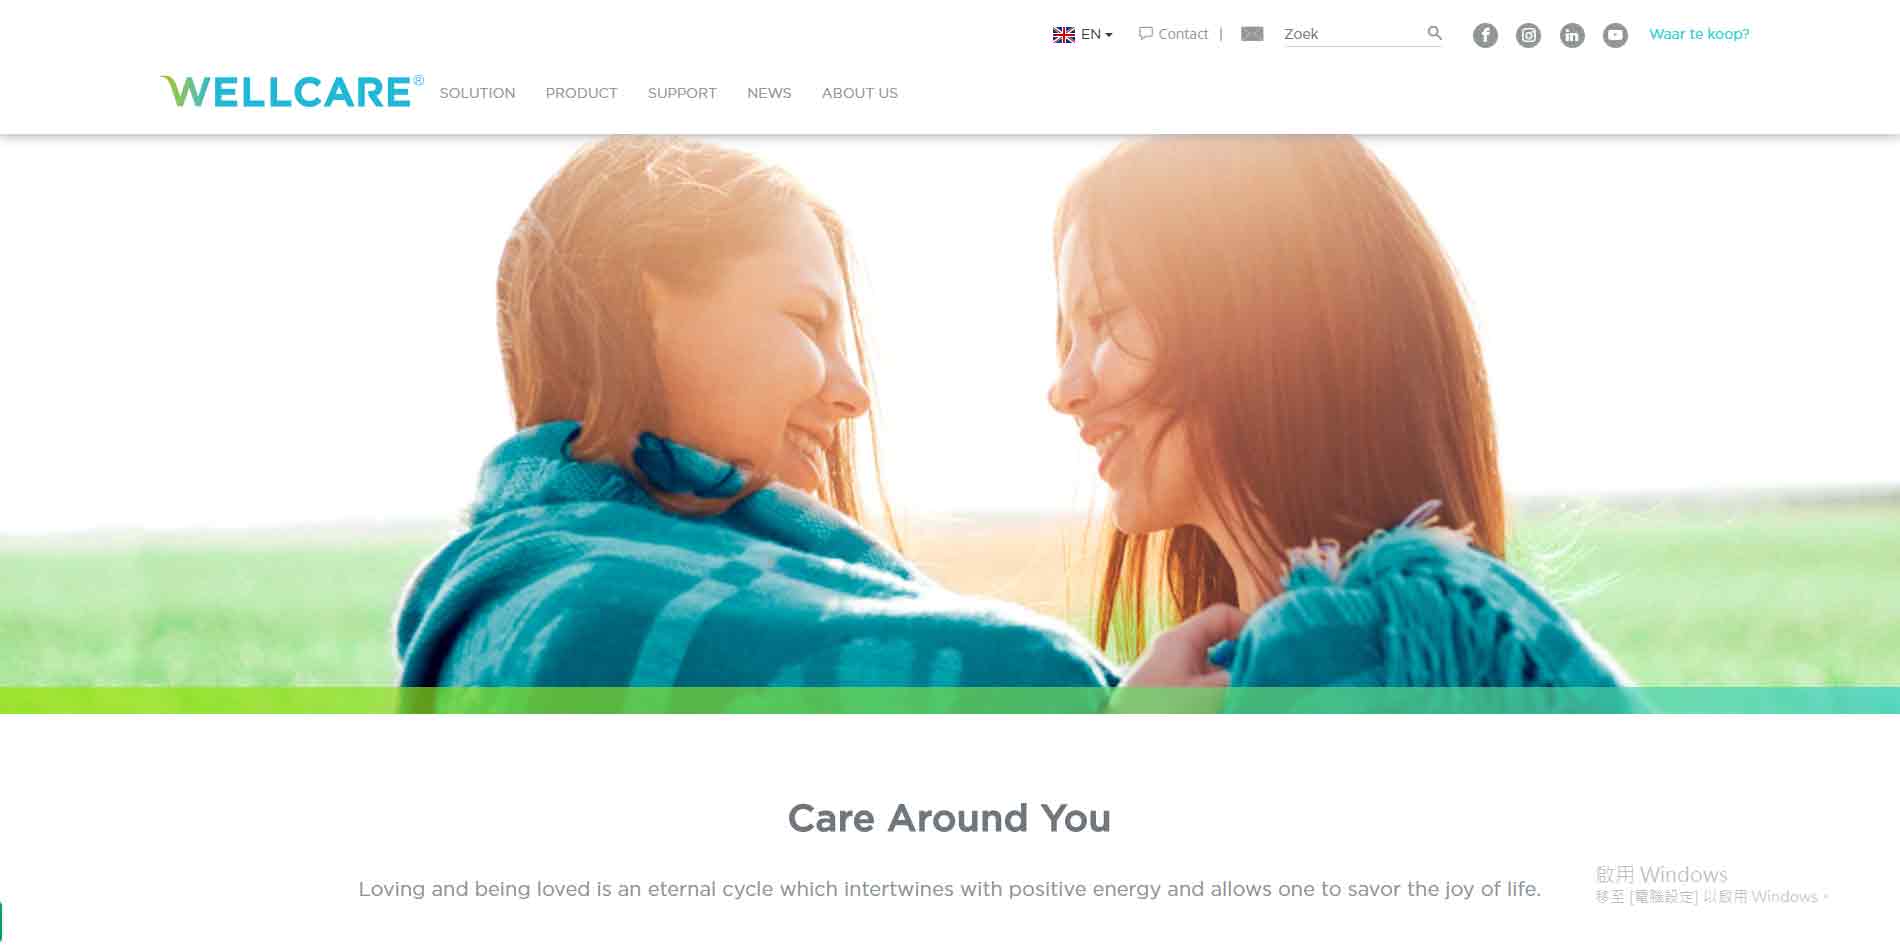 EN
Contact
|
Zoek
Waar te koop?
WELLCARE®
SOLUTION
PRODUCT
SUPPORT
NEWS
ABOUT US
Care Around You
Loving and being loved is an eternal cycle which intertwines with positive energy and allows one to savor the joy of life.
啟用 Windows
移至 [電腦設定] 以啟用 Windows。